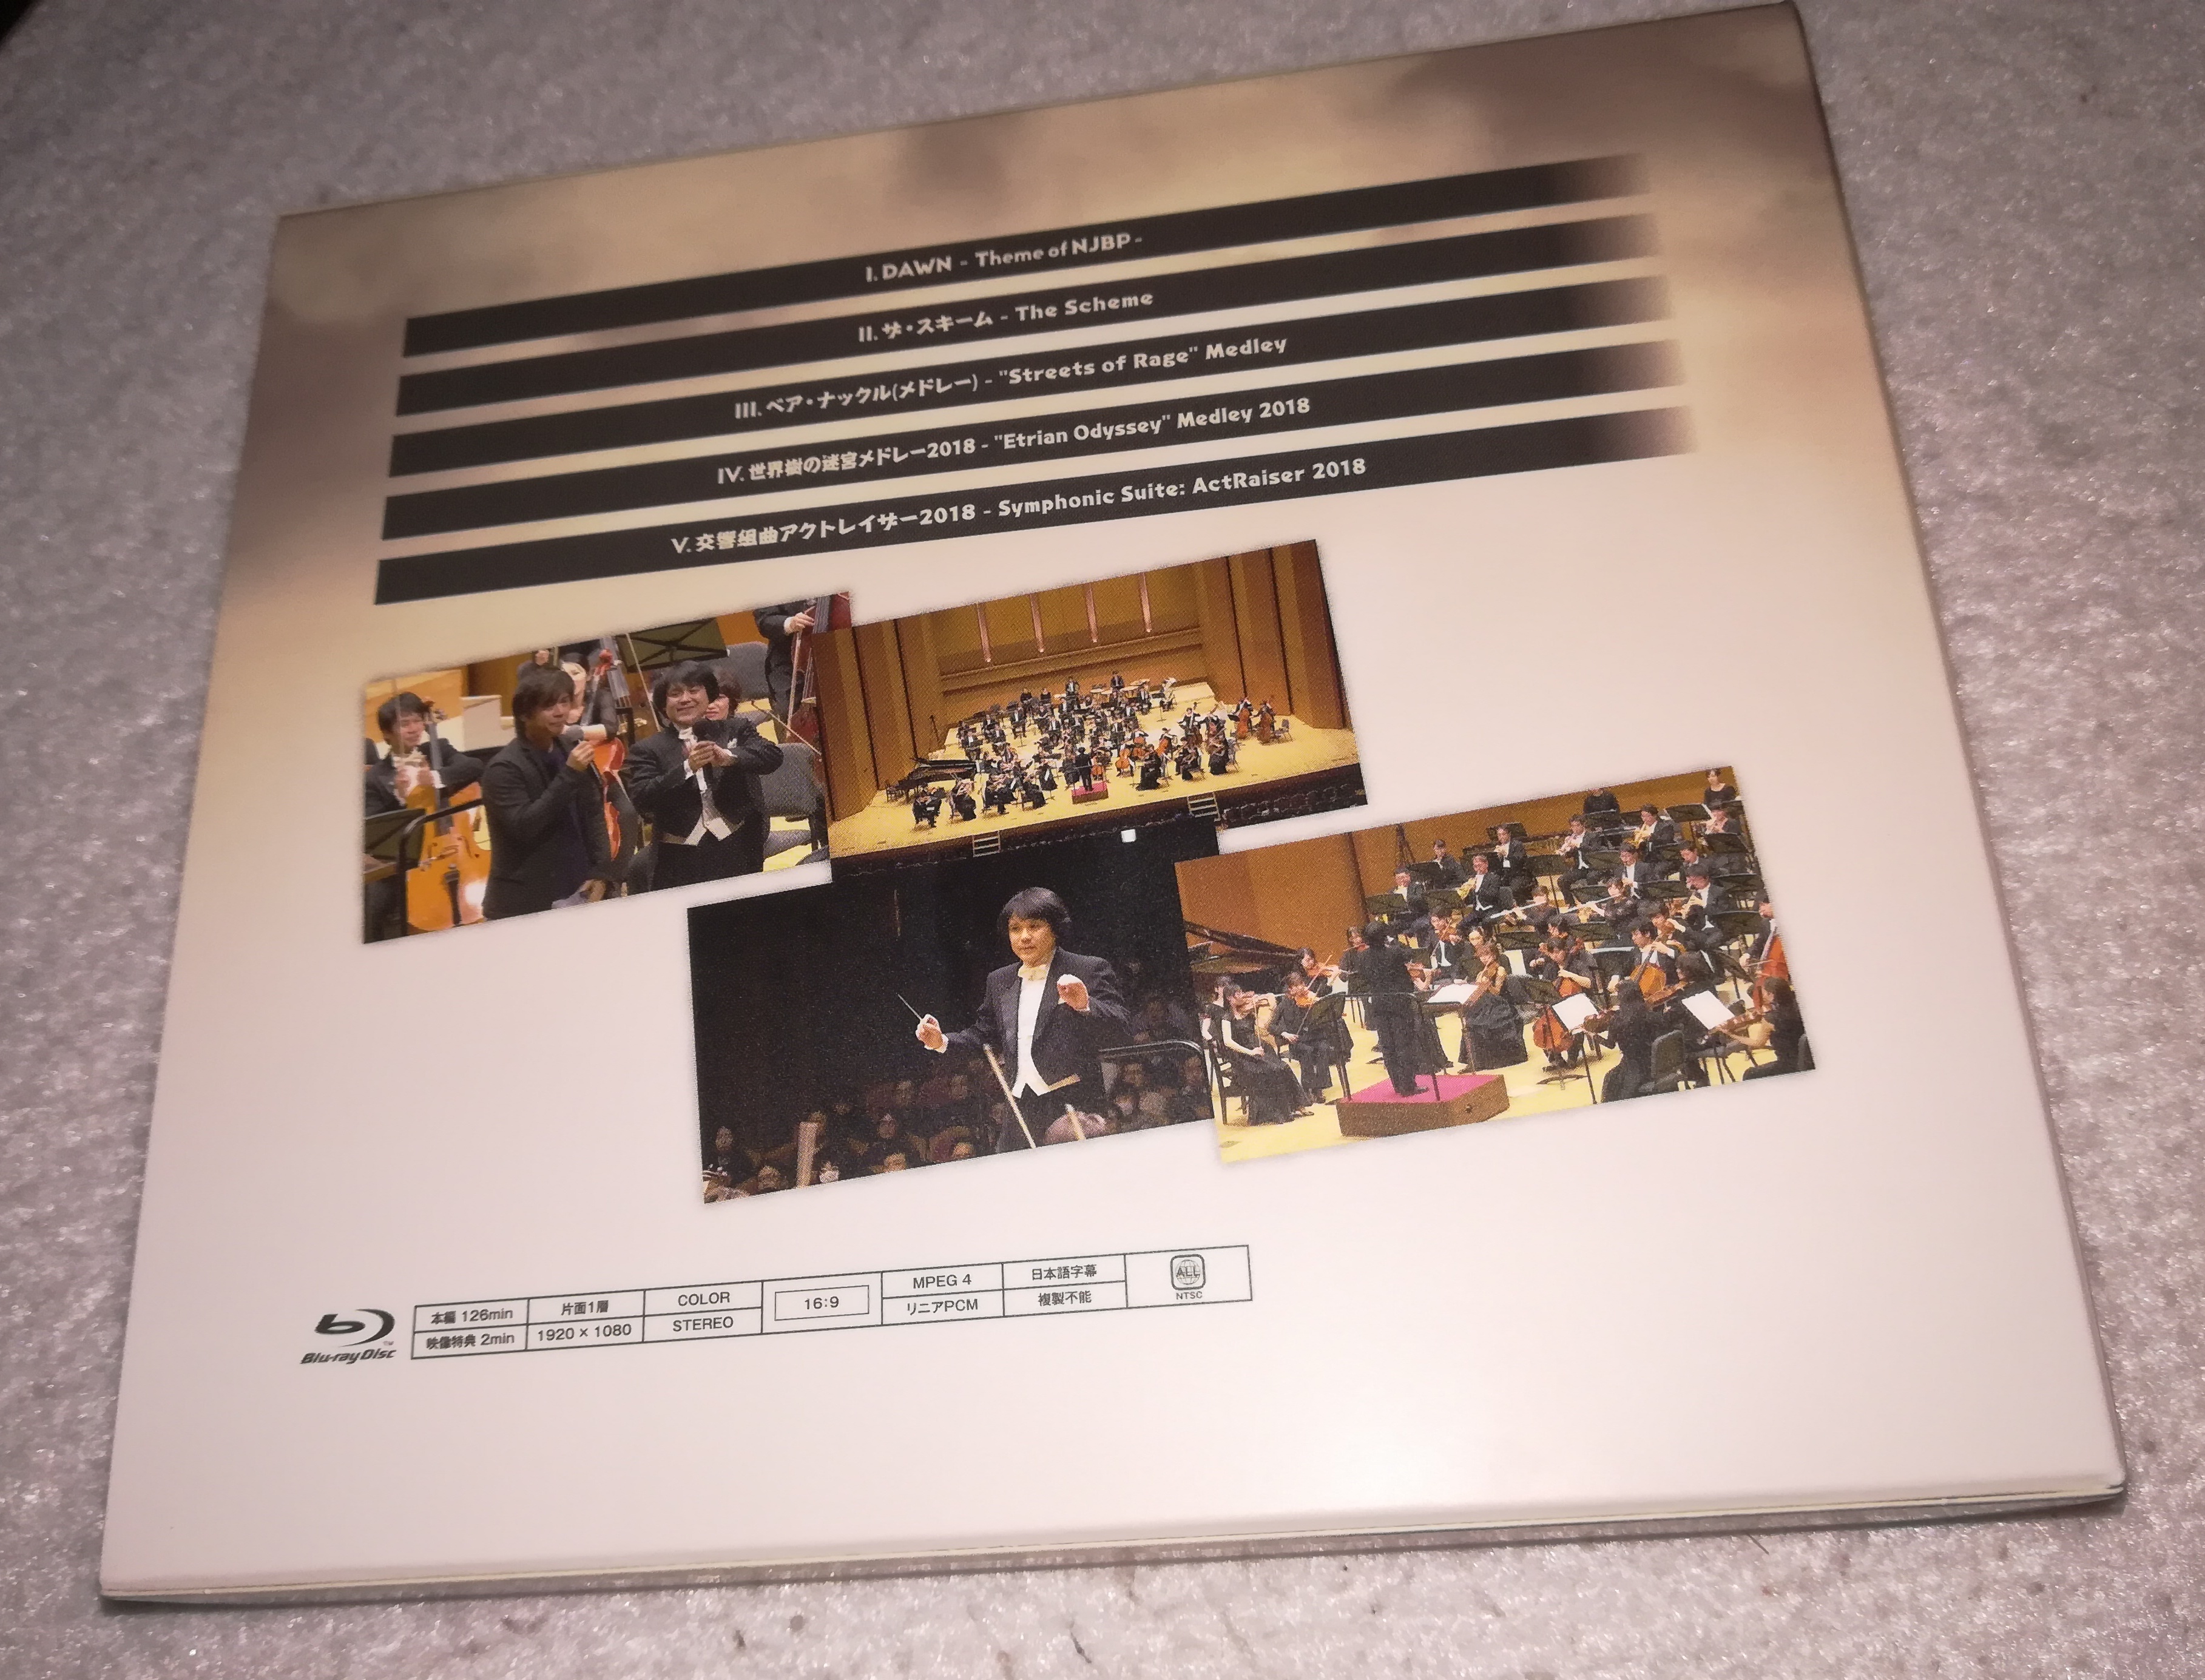 I. DAWN - Theme of NJBP -
II. ザ・スキーム - The Scheme
III. ベア・ナックル(メドレー) - "Streets of Rage" Medley
IV. 世界樹の迷宮メドレー2018 - "Etrian Odyssey" Medley 2018
V. 交響組曲アクトレイザー2018 - Symphonic Suite: ActRaiser 2018
Blu-ray Disc™
本編 126min
映像特典 2min
片面1層
1920 × 1080
COLOR
STEREO
16:9
MPEG 4
リニアPCM
日本語字幕
複製不能
ALL
NTSC